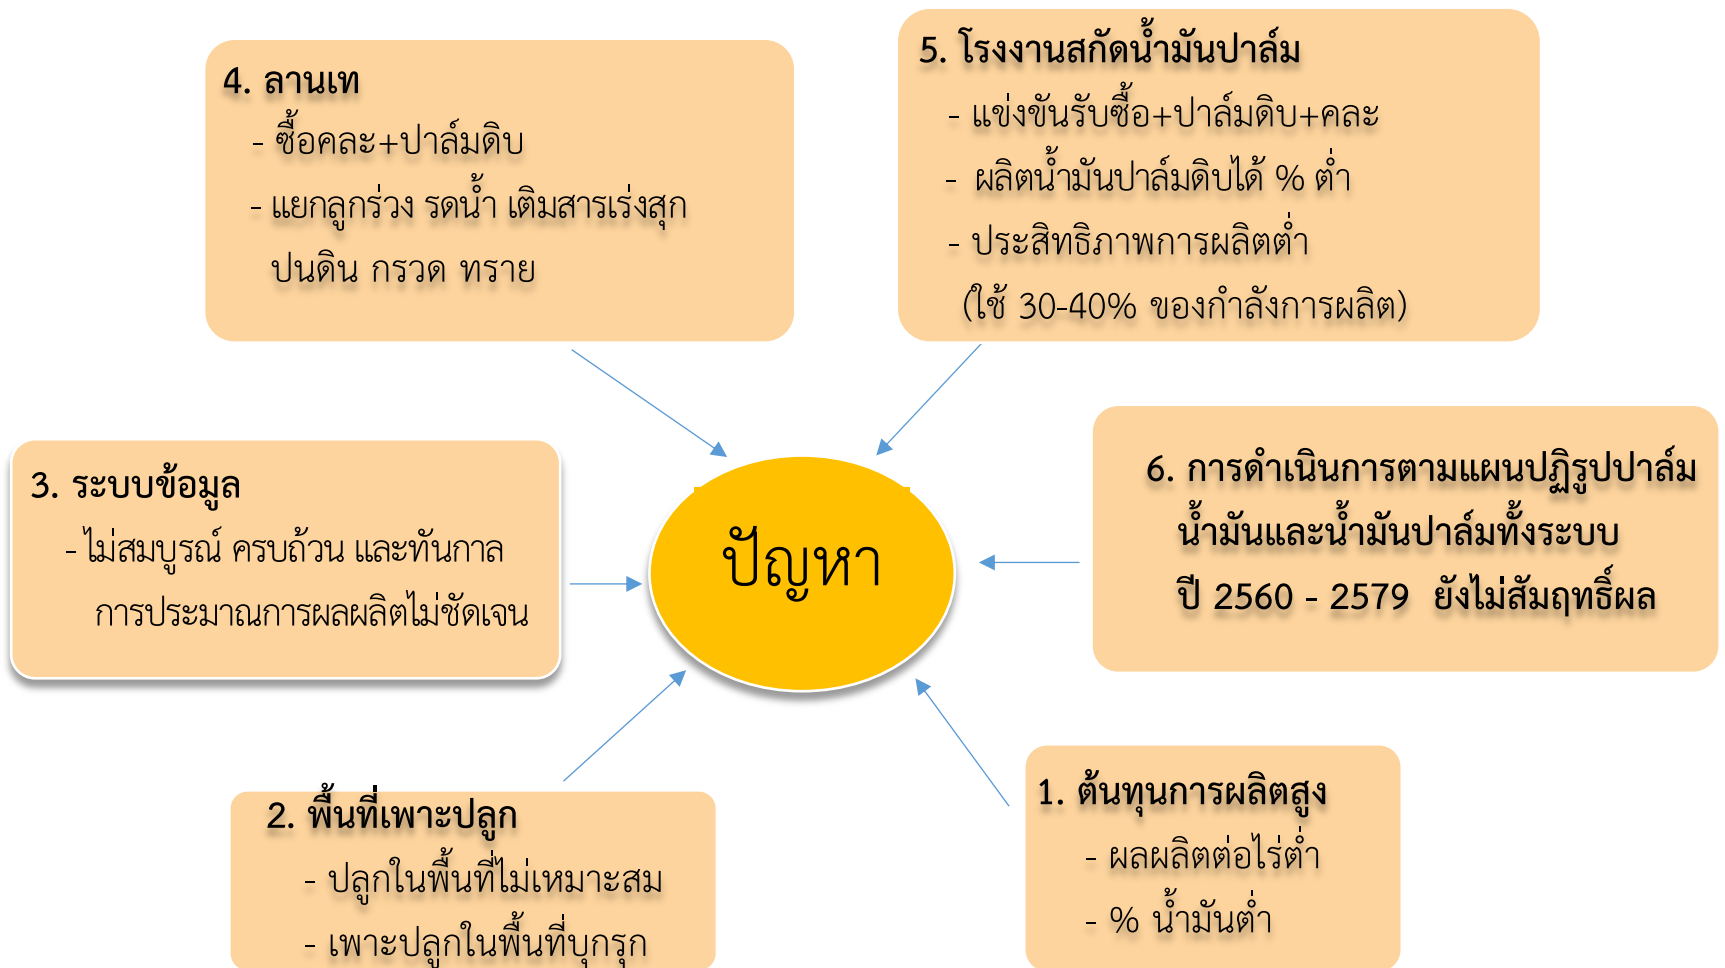 4. ลานเท
- ซื้อคละ+ปาล์มดิบ
- แยกลูกร่วง รดน้ำ เติมสารเร่งสุก
ปนดิน กรวด ทราย
5. โรงงานสกัดน้ำมันปาล์ม
- แข่งขันรับซื้อ+ปาล์มดิบ+คละ
- ผลิตน้ำมันปาล์มดิบได้ % ต่ำ
- ประสิทธิภาพการผลิตต่ำ
(ใช้ 30-40% ของกำลังการผลิต)
3. ระบบข้อมูล
- ไม่สมบูรณ์ ครบถ้วน และทันกาล
การประมาณการผลผลิตไม่ชัดเจน
ปัญหา
6. การดำเนินการตามแผนปฏิรูปปาล์ม
น้ำมันและน้ำมันปาล์มทั้งระบบ
ปี 2560 - 2579 ยังไม่สัมฤทธิ์ผล
2. พื้นที่เพาะปลูก
- ปลูกในพื้นที่ไม่เหมาะสม
- เพาะปลูกในพื้นที่บุกรุก
1. ต้นทุนการผลิตสูง
- ผลผลิตต่อไร่ต่ำ
- % น้ำมันต่ำ